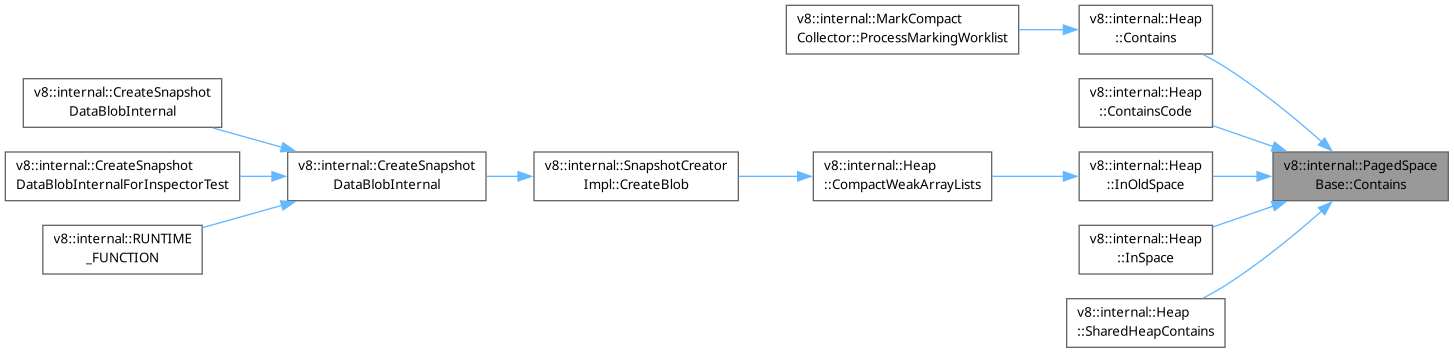 v8::internal::MarkCompact
Collector::ProcessMarkingWorklist
v8::internal::Heap
::Contains
v8::internal::CreateSnapshot
DataBlobInternal
v8::internal::Heap
::ContainsCode
v8::internal::CreateSnapshot
DataBlobInternalForInspectorTest
v8::internal::CreateSnapshot
DataBlobInternal
v8::internal::SnapshotCreator
Impl::CreateBlob
v8::internal::Heap
::CompactWeakArrayLists
v8::internal::Heap
::InOldSpace
v8::internal::PagedSpace
Base::Contains
v8::internal::RUNTIME
_FUNCTION
v8::internal::Heap
::InSpace
v8::internal::Heap
::SharedHeapContains